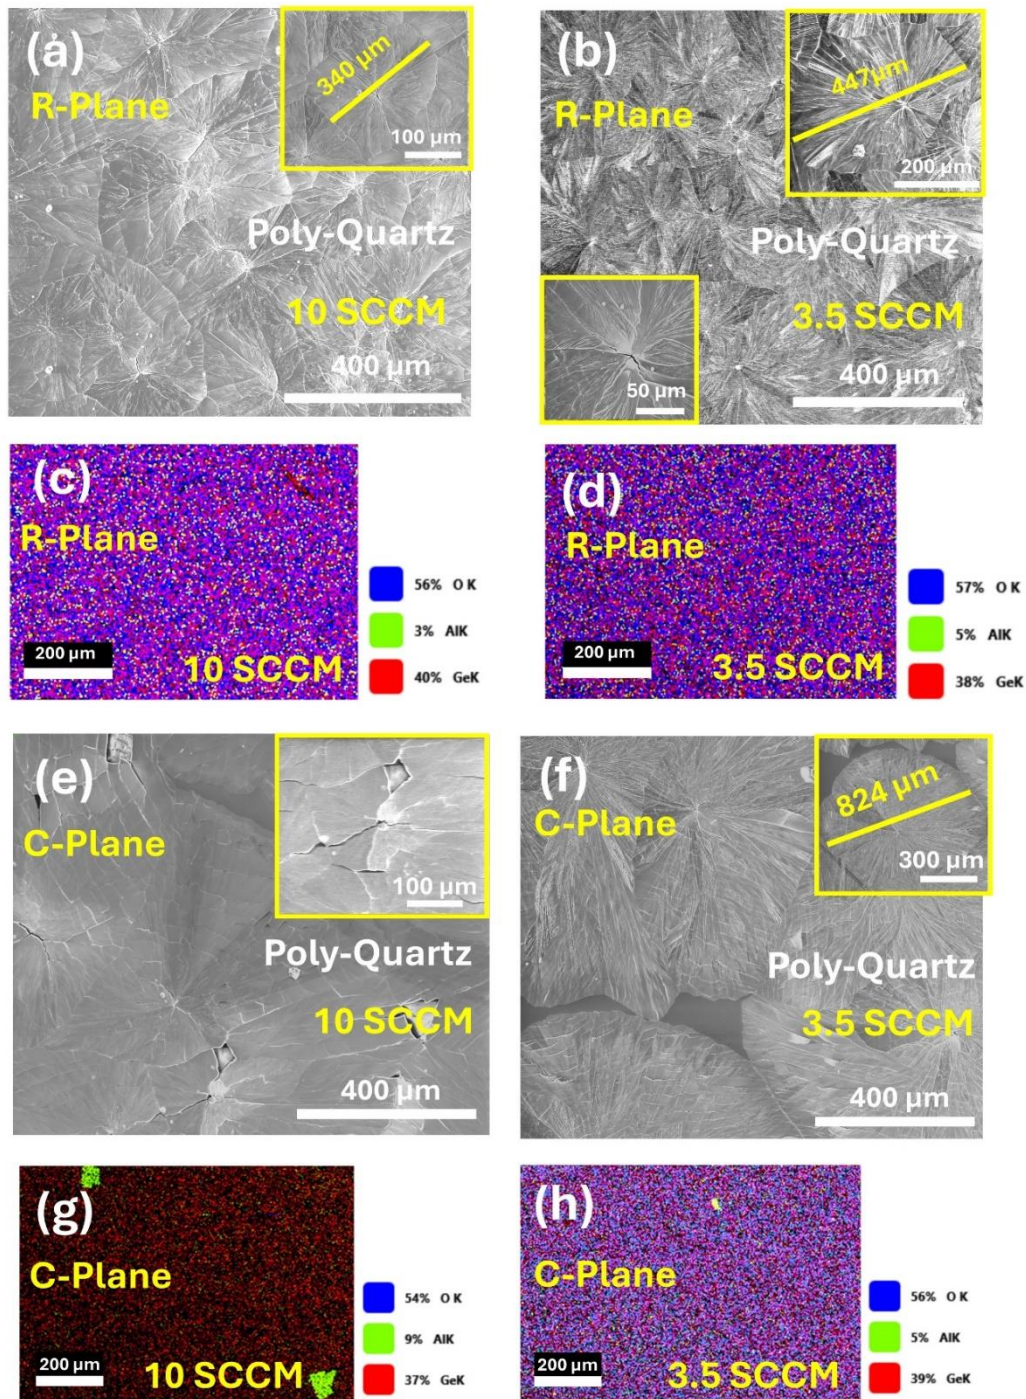 (a)
R-Plane
340 µm
100 µm
Poly-Quartz
10 SCCM
400 µm
(b)
R-Plane
447µm
200 µm
Poly-Quartz
3.5 SCCM
50 µm
400 µm
(c)
R-Plane
200 µm
10 SCCM
56% O K
3% AlK
40% GeK
(d)
R-Plane
200 µm
3.5 SCCM
57% O K
5% AlK
38% GeK
(e)
C-Plane
100 µm
Poly-Quartz
10 SCCM
400 µm
(f)
C-Plane
824 µm
300 µm
Poly-Quartz
3.5 SCCM
400 µm
(g)
C-Plane
200 µm
10 SCCM
54% O K
9% AlK
37% GeK
(h)
C-Plane
200 µm
3.5 SCCM
56% O K
5% AlK
39% GeK